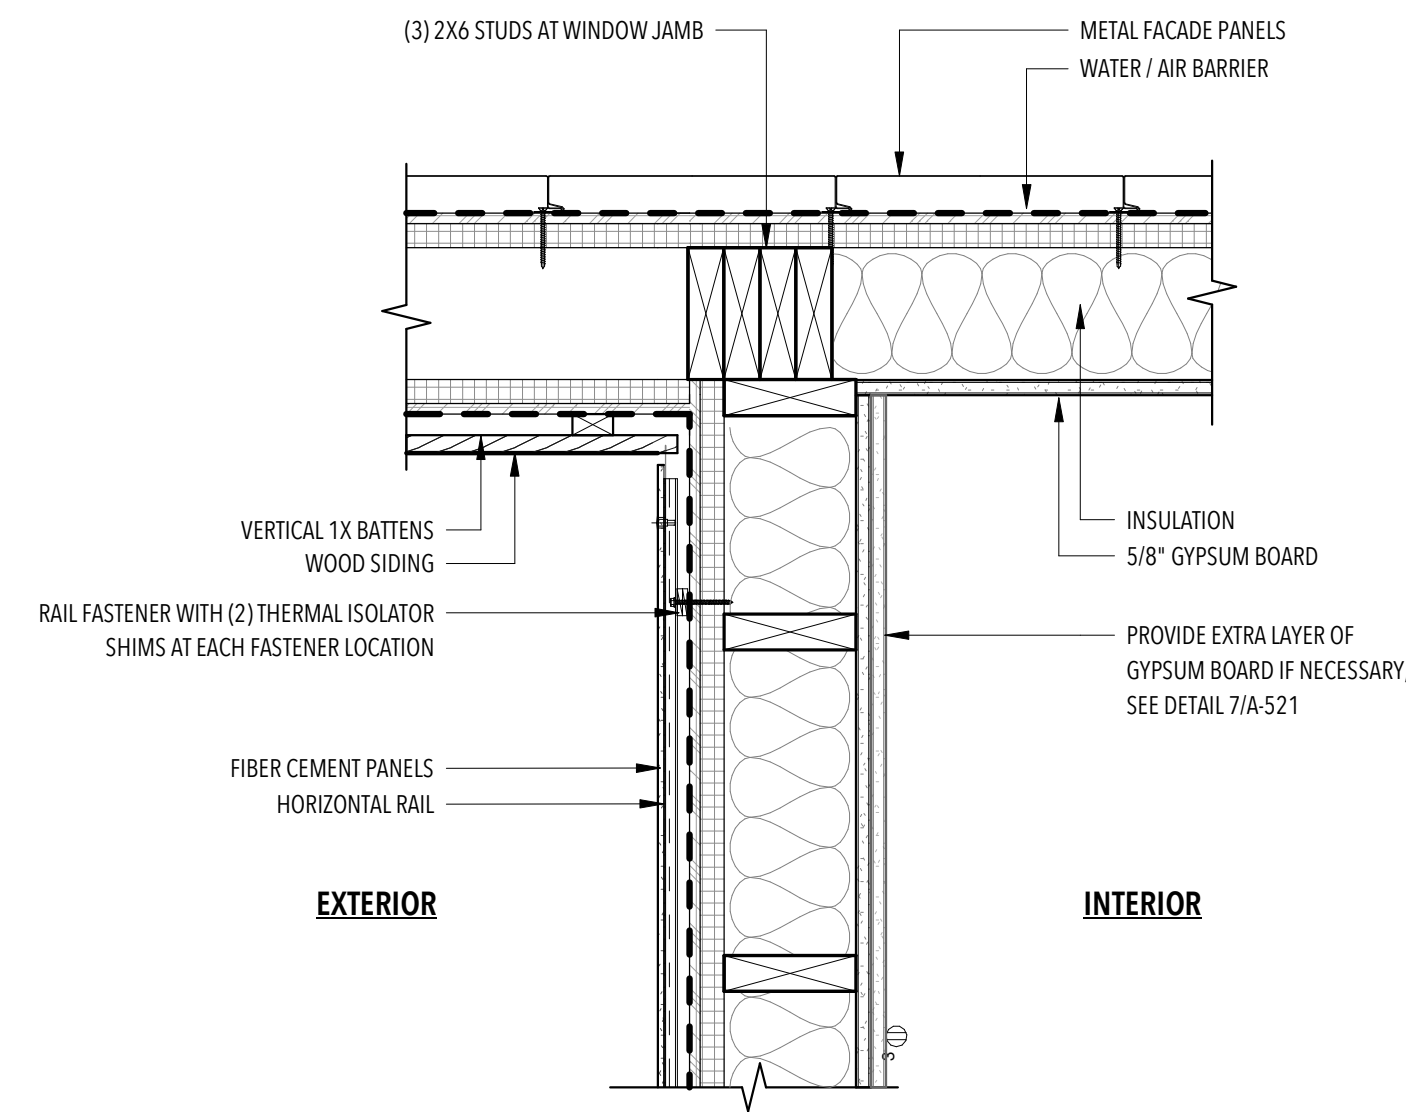 (3) 2X6 STUDS AT WINDOW JAMB
METAL FACADE PANELS
WATER / AIR BARRIER
VERTICAL 1X BATTENS
WOOD SIDING
RAIL FASTENER WITH (2) THERMAL ISOLATOR
SHIMS AT EACH FASTENER LOCATION
FIBER CEMENT PANELS
HORIZONTAL RAIL
EXTERIOR
INSULATION
5/8" GYPSUM BOARD
PROVIDE EXTRA LAYER OF
GYPSUM BOARD IF NECESSARY,
SEE DETAIL 7/A-521
INTERIOR
3